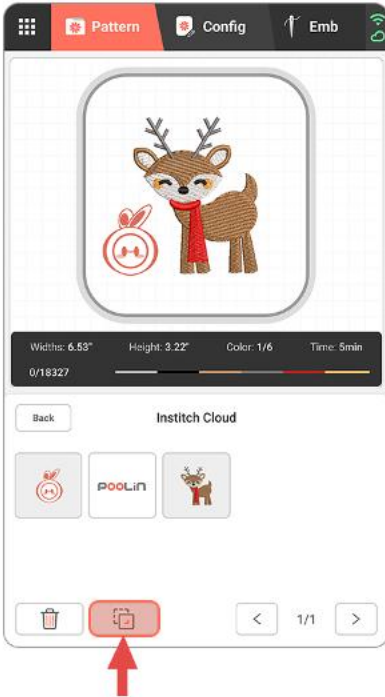 Pattern Config Emb
Widths: 6.53" Height: 3.22" Color: 1/6 Time: 5min
0/18327
Back Institch Cloud
POOLIN
< 1/1 >